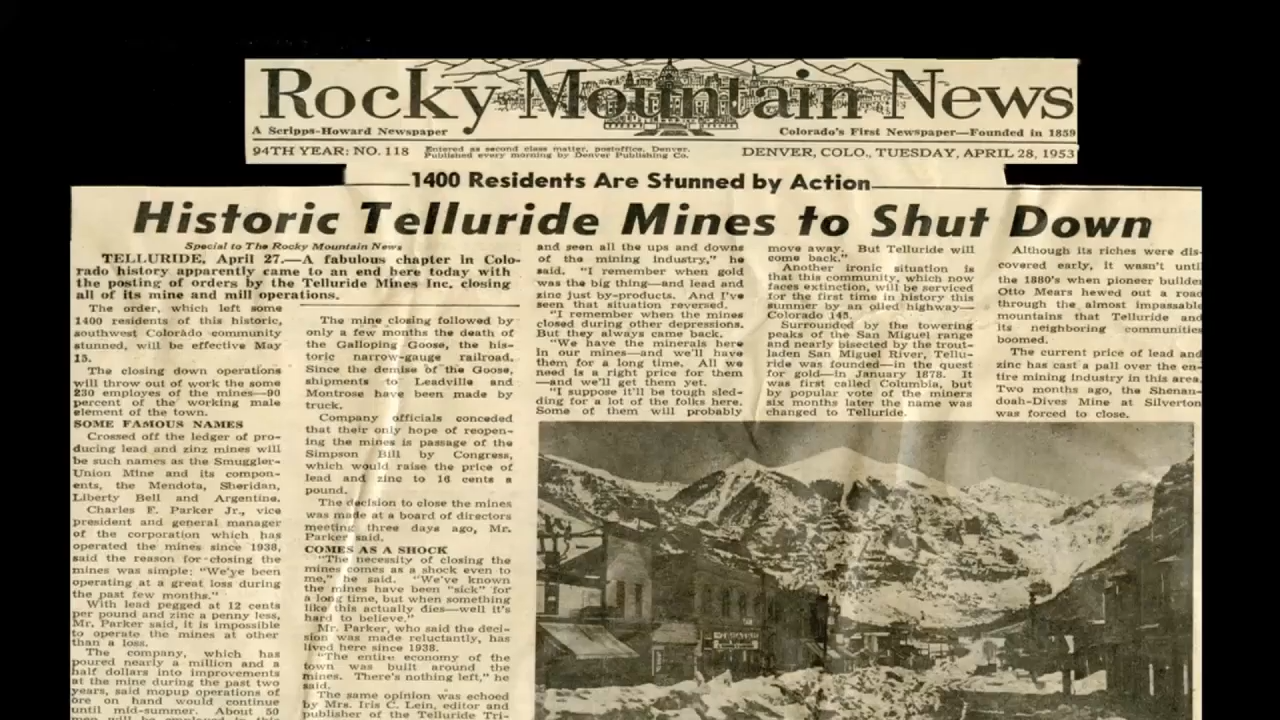 Rocky Mountain News
A Scripps-Howard Newspaper
Colorado's First Newspaper—Founded in 1859
94TH YEAR: NO. 118
Entered as second class matter, postoffice, Denver.
Published every morning by Denver Publishing Co.
DENVER, COLO., TUESDAY, APRIL 28, 1953
1400 Residents Are Stunned by Action
Historic Telluride Mines to Shut Down
Special to The Rocky Mountain News
TELLURIDE, April 27.—A fabulous chapter in Colo-
rado history apparently came to an end here today with
the posting of orders by the Telluride Mines Inc. closing
all of its mine and mill operations.
The order, which left some
1400 residents of this historic,
southwest Colorado community
stunned, will be effective May
15.
The closing down operations
will throw out of work the some
230 employes of the mines—90
percent of the working male
element of the town.
SOME FAMOUS NAMES
Crossed off the ledger of pro-
ducing lead and zinz mines will
be such names as the Smuggler-
Union Mine and its compon-
ents, the Mendota, Sheridan,
Liberty Bell and Argentine.
Charles E. Parker Jr., vice
president and general manager
of the corporation which has
operated the mines since 1938,
said the reason for closing the
mines was simple: "We've been
operating at a great loss during
the past few months."
With lead pegged at 12 cents
per pound and zinc a penny less,
Mr. Parker said, it is impossible
to operate the mines at other
than a loss.
The company, which has
poured nearly a million and a
half dollars into improvements
at the mine during the past two
years, said mopup operations of
ore on hand would continue
until mid-summer. About 50
men will be employed in this
The mine closing followed by
only a few months the death of
the Galloping Goose, the his-
toric narrow-gauge railroad.
Since the demise of the Goose,
shipments to Leadville and
Montrose have been made by
truck.
Company officials conceded
that their only hope of reopen-
ing the mines is passage of the
Simpson Bill by Congress,
which would raise the price of
lead and zinc to 16 cents a
pound.
The decision to close the mines
was made at a board of directors
meeting three days ago, Mr.
Parker said.
COMES AS A SHOCK
"The necessity of closing the
mines comes as a shock even to
me," he said. "We've known
the mines have been "sick" for
a long time, but when something
like this actually dies—well it's
hard to believe."
Mr. Parker, who said the deci-
sion was made reluctantly, has
lived here since 1938.
"The entire economy of the
town was built around the
mines. There's nothing left," he
said.
The same opinion was echoed
by Mrs. Iris C. Lein, editor and
publisher of the Telluride Tri-
and seen all the ups and downs
of the mining industry," he
said. "I remember when gold
was the big thing—and lead and
zinc just by-products. And I've
seen that situation reversed.
"I remember when the mines
closed during other depressions.
But they always came back.
"We have the minerals here
in our mines—and we'll have
them for a long time. All we
need is a right price for them
—and we'll get them yet.
"I suppose it'll be tough sled-
ding for a lot of the folks here.
Some of them will probably
move away. But Telluride will
come back."
Another ironic situation is
that this community, which now
faces extinction, will be serviced
for the first time in history this
summer by an oiled highway—
Colorado 145.
Surrounded by the towering
peaks of the San Miguel range
and nearly bisected by the trout-
laden San Miguel River, Tellu-
ride was founded—in the quest
for gold—in January 1878. It
was first called Columbia, but
by popular vote of the miners
six months later the name was
changed to Telluride.
Although its riches were dis-
covered early, it wasn't until
the 1880's when pioneer builder
Otto Mears hewed out a road
through the almost impassable
mountains that Telluride and
its neighboring communities
boomed.
The current price of lead and
zinc has cast a pall over the en-
tire mining industry in this area.
Two months ago, the Shenan-
doah-Dives Mine at Silverton
was forced to close.